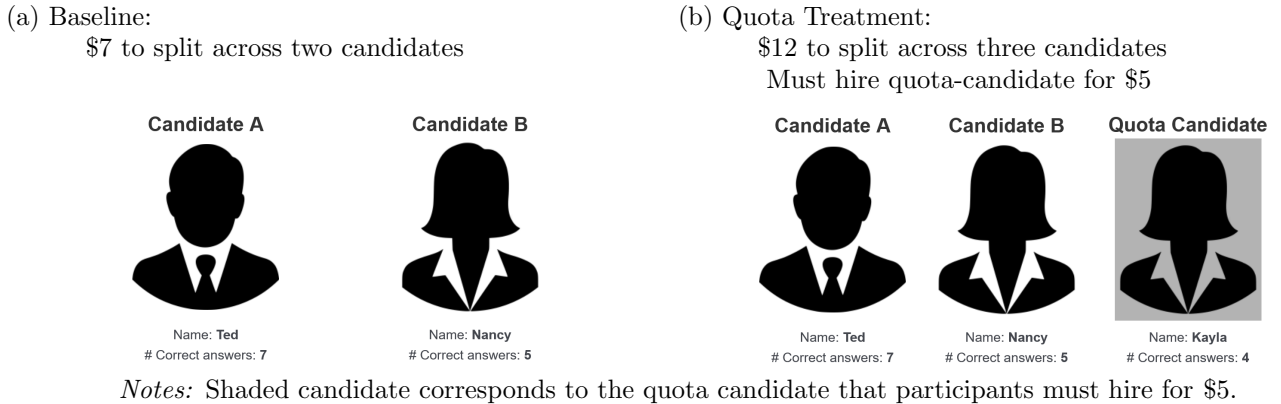 (a) Baseline:
$7 to split across two candidates
Candidate A
Candidate B
Name: Ted
# Correct answers: 7
Name: Nancy
# Correct answers: 5
(b) Quota Treatment:
$12 to split across three candidates
Must hire quota-candidate for $5
Candidate A
Candidate B
Quota Candidate
Name: Ted
# Correct answers: 7
Name: Nancy
# Correct answers: 5
Name: Kayla
# Correct answers: 4
Notes: Shaded candidate corresponds to the quota candidate that participants must hire for $5.